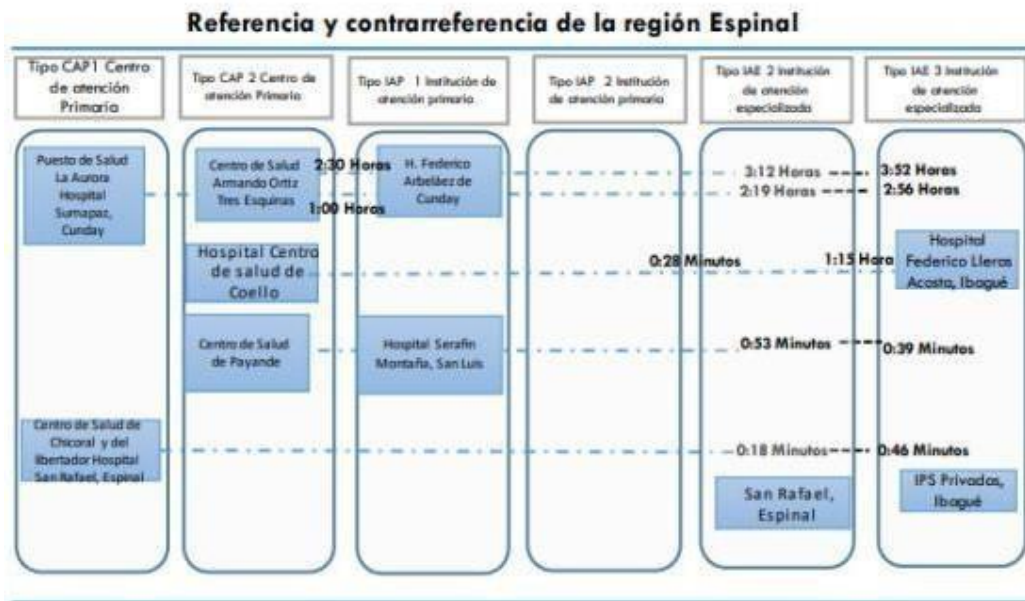 Referencia y contrarreferencia de la región Espinal
Tipo CAP1 Centro
de atención
Primaria
Tipo CAP 2 Centro de
atención Primaria
Tipo IAP 1 Institución de
atención primaria
Tipo IAP 2 Institución
de atención primaria
Tipo IAE 2 Institución
de atención
especializada
Tipo IAE 3 Institución
de atención
especializada
Puesto de Salud
La Aurora
Hospital
Sumapaz,
Cunday
Centro de Salud
Armando Ortiz
Tres Esquinas
2:30 Horas
1:00 Horas
H. Federico
Arbeláez de
Cunday
3:12 Horas
2:19 Horas
3:52 Horas
2:56 Horas
Hospital Centro
de salud de
Coello
0:28 Minutos
1:15 Hora
Hospital
Federico Lleras
Acosta, Ibagué
Centro de Salud
de Payande
Hospital Serafín
Montaña, San Luis
0:53 Minutos
0:39 Minutos
Centro de Salud de
Chicoral y del
libertador Hospital
San Rafael, Espinal
0:18 Minutos
0:46 Minutos
San Rafael,
Espinal
IPS Privadas,
Ibagué